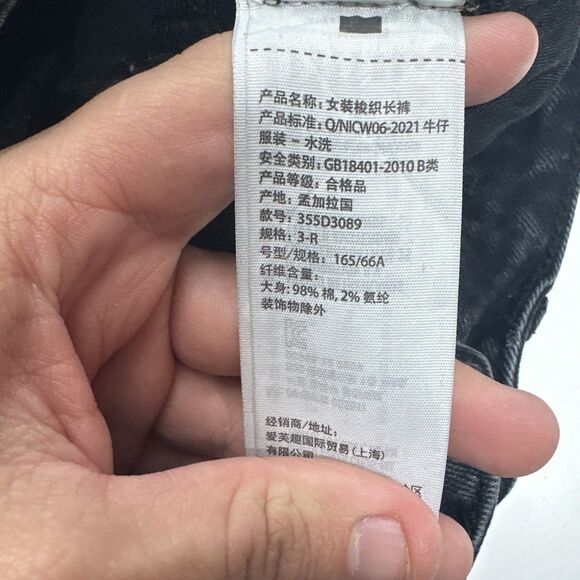 产品名称: 女装梭织长裤
产品标准: Q/NICW06-2021 牛仔
服装 – 水洗
安全类别: GB18401-2010 B类
产品等级: 合格品
产地: 孟加拉国
款号: 355D3089
规格: 3-R
号型/规格: 165/66A
纤维含量:
大身: 98% 棉, 2% 氨纶
装饰物除外
经销商/地址:
爱芙趣国际贸易(上海)
有限公司
区